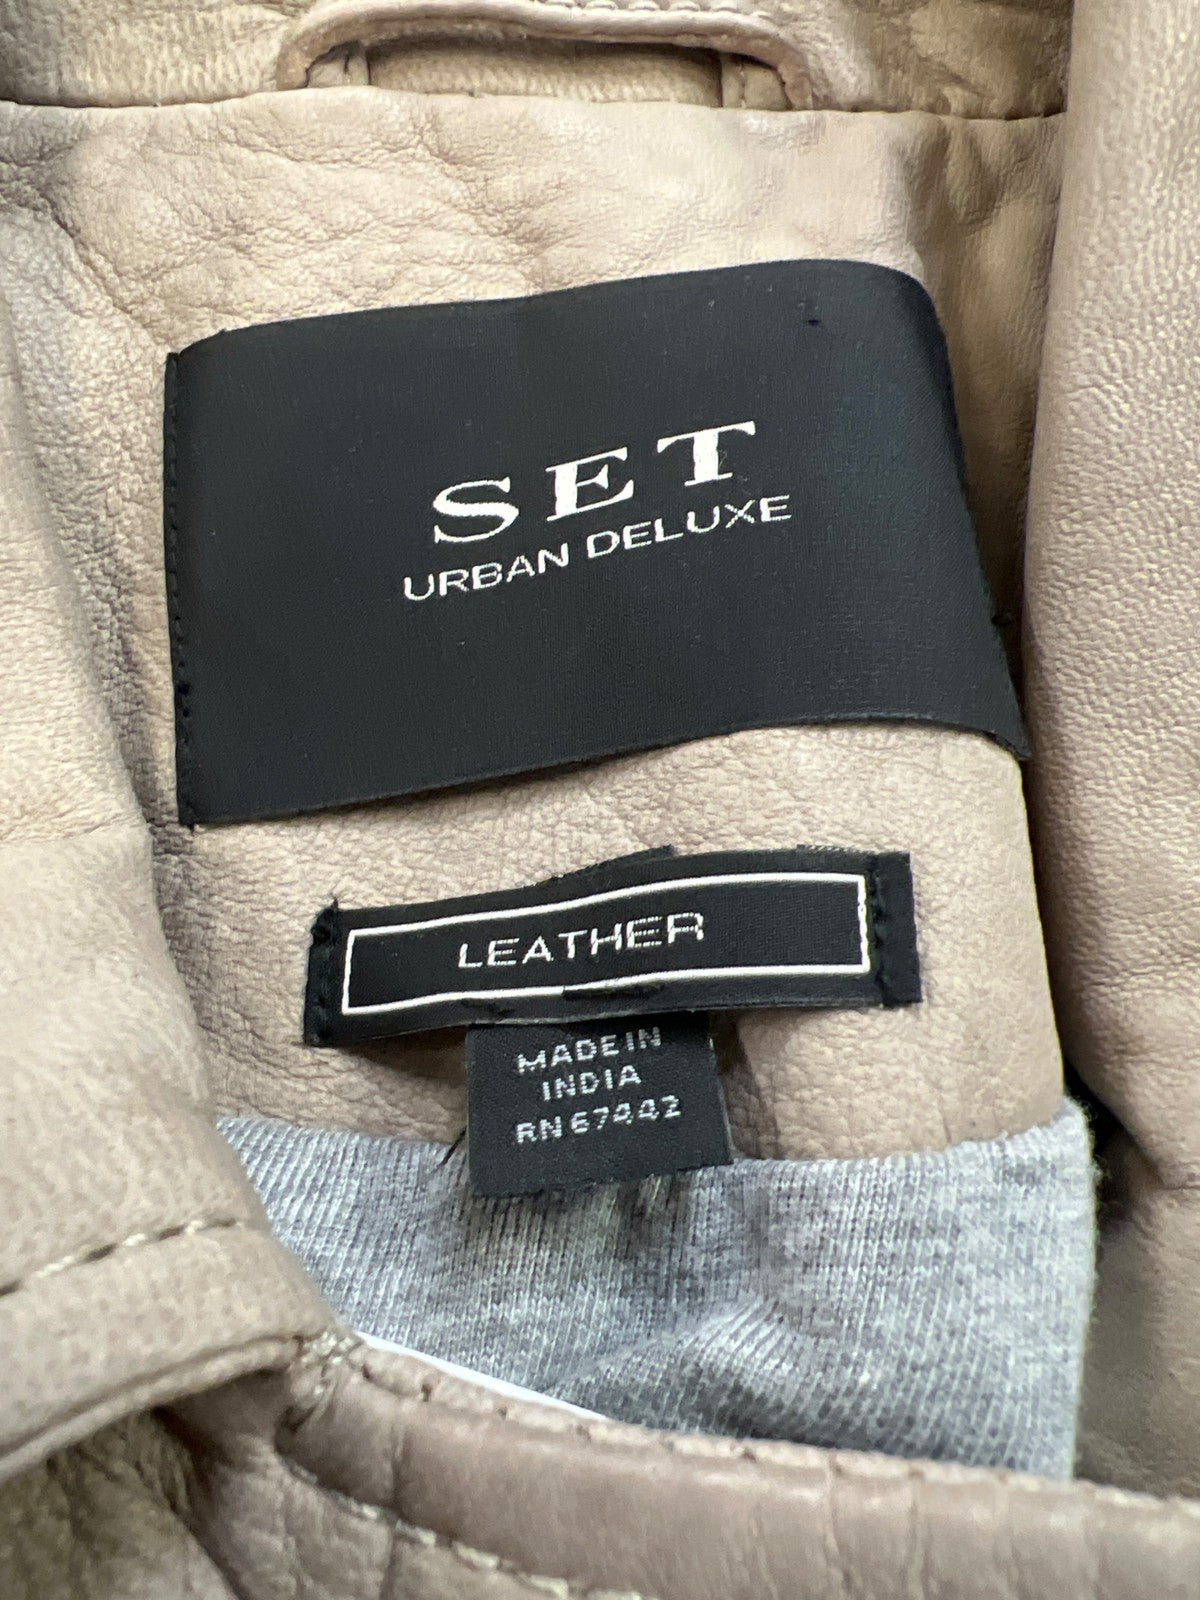 SET
URBAN DELUXE
LEATHER
MADE IN
INDIA
RN 67442